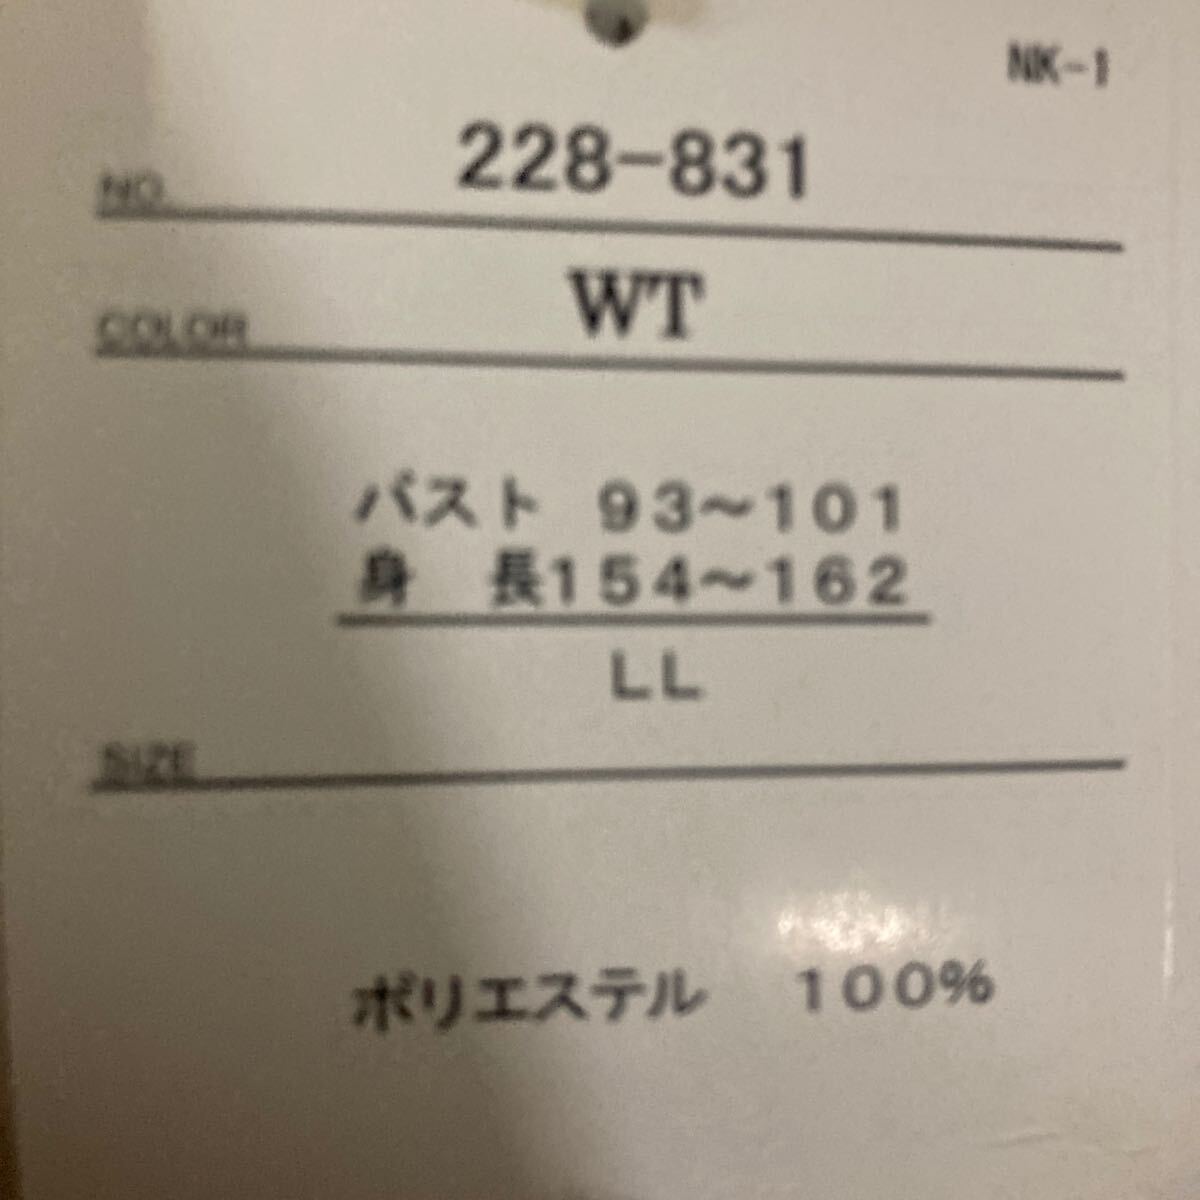 NK-1
NO. 228-831
COLOR WT
バスト 93～101
身 長154～162
LL
SIZE
ポリエステル 100%